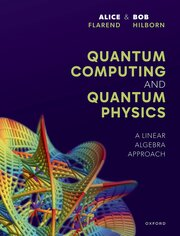 ALICE & BOB
FLAREND HILBORN
QUANTUM
COMPUTING
AND
QUANTUM
PHYSICS
A LINEAR
ALGEBRA
APPROACH
OXFORD